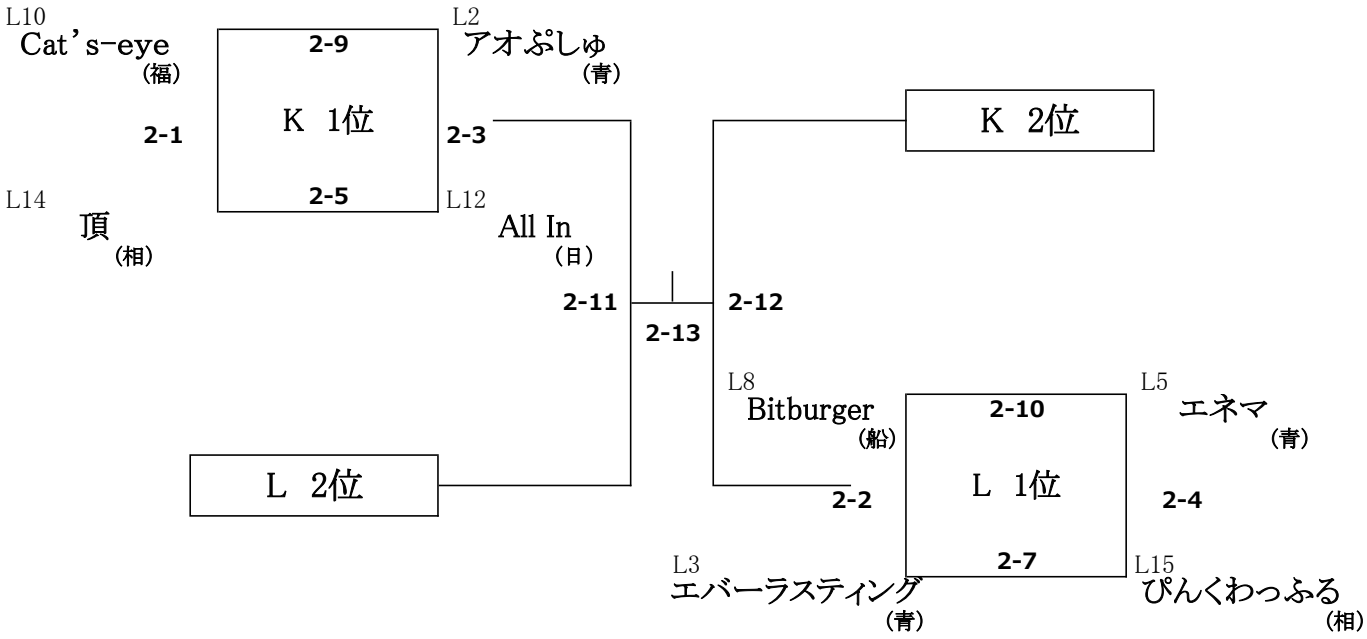 L10
Cat’s-eye
(福)
2-9
L2
アオぷしゅ
(青)
2-1
K 1位
2-3
K 2位
L14
頂
(相)
2-5
L12
All In
(日)
2-11
2-13
2-12
L8
Bitburger
(船)
2-10
L5
エネマ
(青)
L 2位
2-2
L 1位
2-4
L3
エバーラスティング
(青)
2-7
L15
ぴんくわっふる
(相)